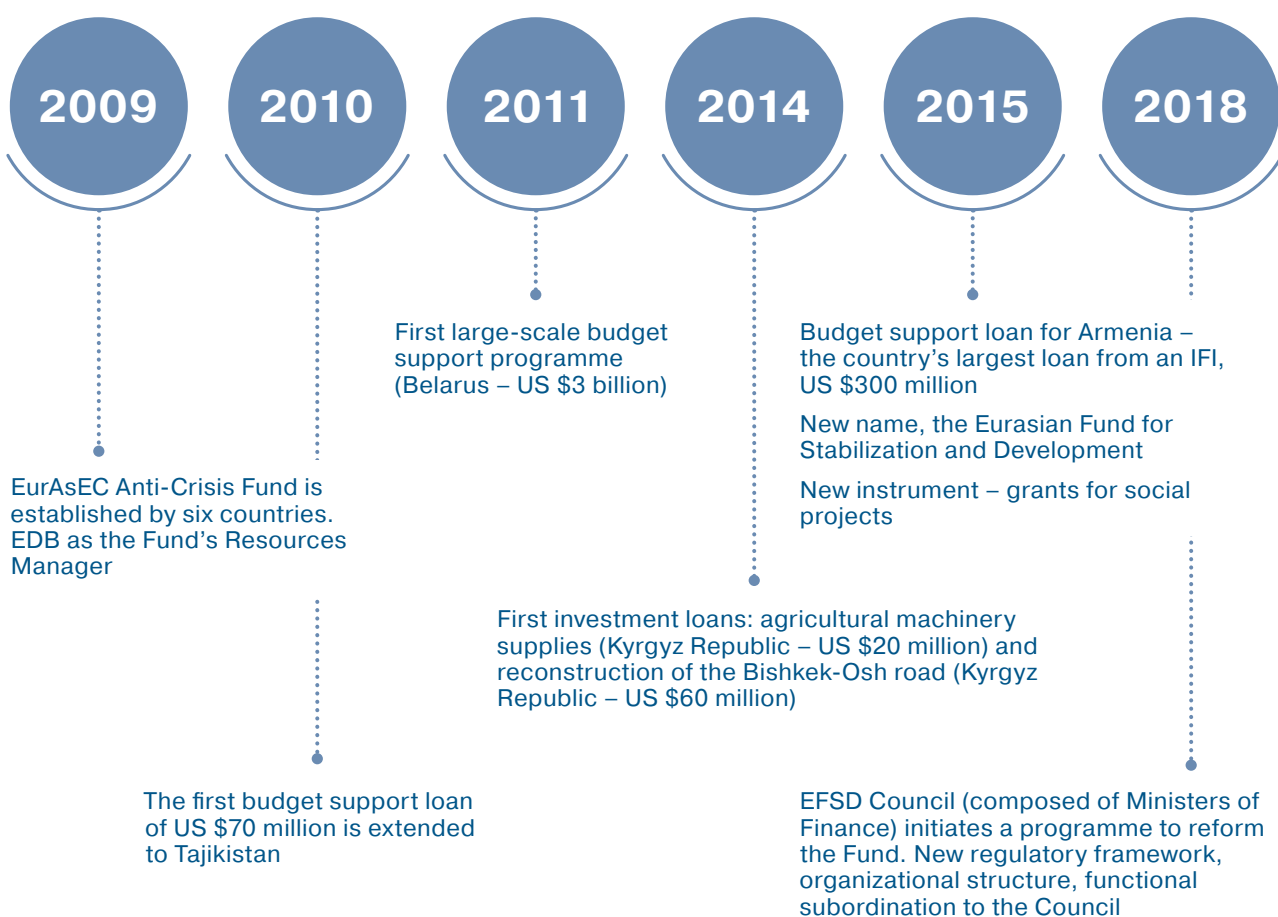 2009
2010
2011
2014
2015
2018
EurAsEC Anti-Crisis Fund is
established by six countries.
EDB as the Fund's Resources
Manager
The first budget support loan
of US $70 million is extended
to Tajikistan
First large-scale budget
support programme
(Belarus – US $3 billion)
First investment loans: agricultural machinery
supplies (Kyrgyz Republic – US $20 million) and
reconstruction of the Bishkek-Osh road (Kyrgyz
Republic – US $60 million)
Budget support loan for Armenia –
the country's largest loan from an IFI,
US $300 million
New name, the Eurasian Fund for
Stabilization and Development
New instrument – grants for social
projects
EFSD Council (composed of Ministers of
Finance) initiates a programme to reform
the Fund. New regulatory framework,
organizational structure, functional
subordination to the Council